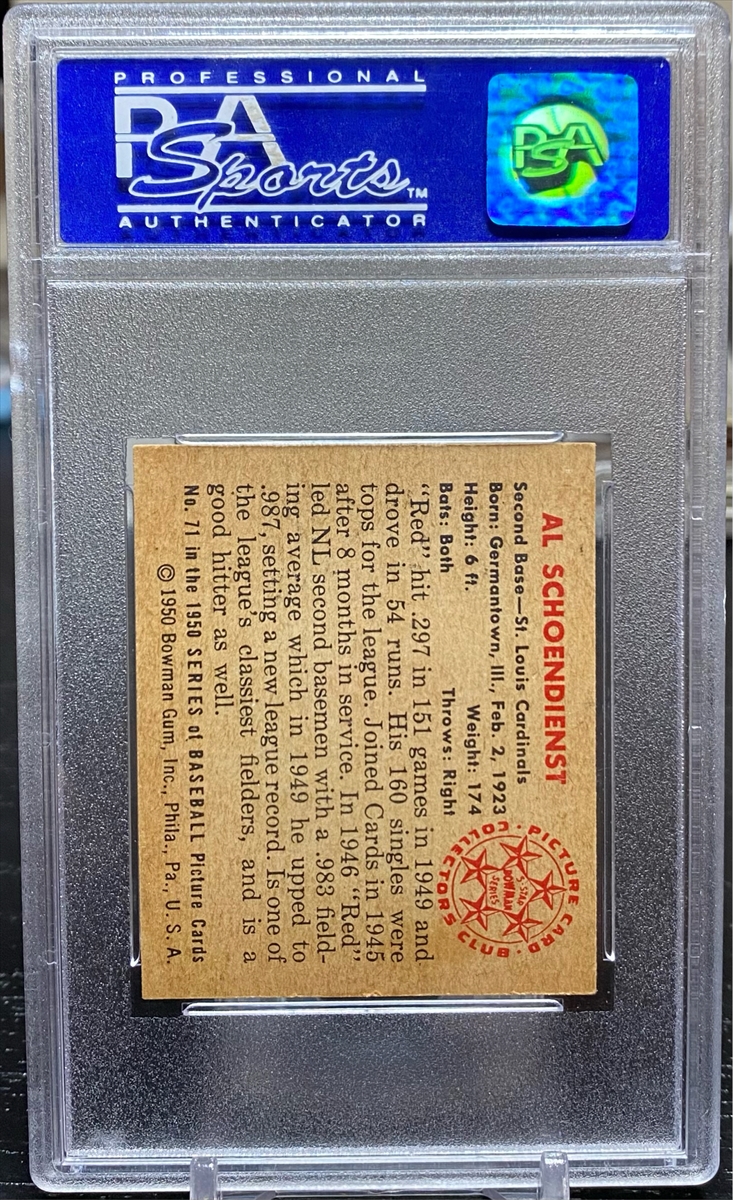 PROFESSIONAL
PSA
Sports™
AUTHENTICATOR
PSA
AL SCHOENDIENST
Second Base—St. Louis Cardinals
Born: Germantown, Ill., Feb. 2, 1923
Height: 6 ft. Weight: 174
Bats: Both Throws: Right
PICTURE CARD · COLLECTORS CLUB ·
5-STAR
BOWMAN
SERIES
"Red" hit .297 in 151 games in 1949 and
drove in 54 runs. His 160 singles were
tops for the league. Joined Cards in 1945
after 8 months in service. In 1946 "Red"
led NL second basemen with a .983 field-
ing average which in 1949 he upped to
.987, setting a new league record. Is one of
the league's classiest fielders, and is a
good hitter as well.
No. 71 in the 1950 SERIES of BASEBALL Picture Cards
© 1950 Bowman Gum, Inc., Phila., Pa., U. S. A.